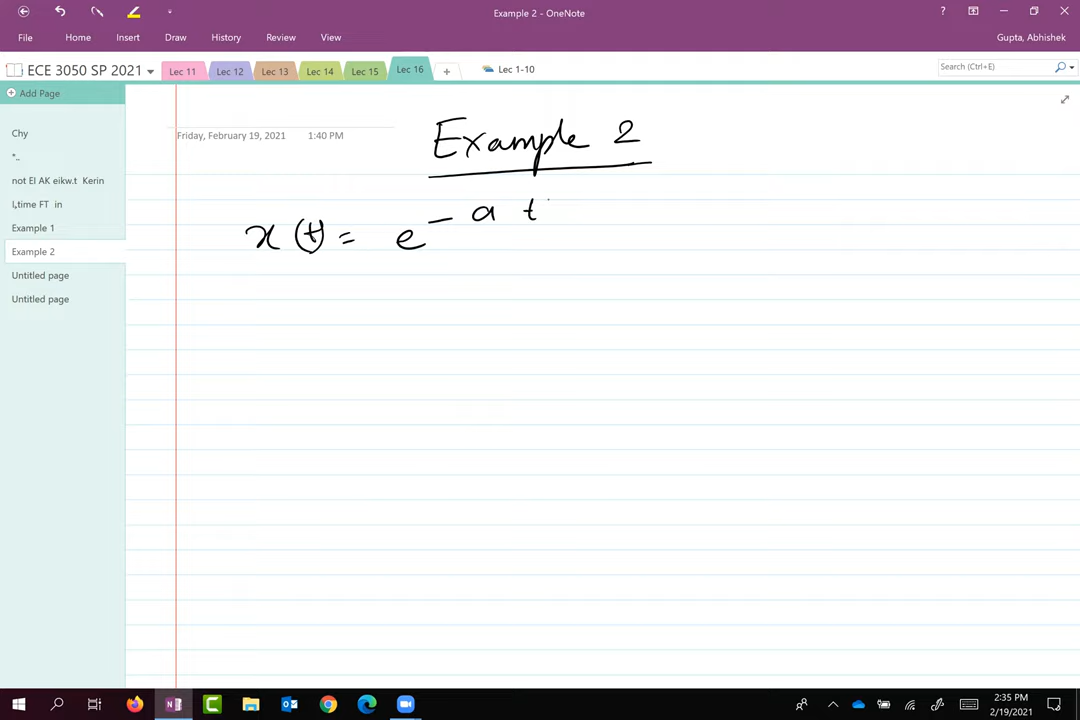 Example 2 - OneNote
?
File Home Insert Draw History Review View
Gupta, Abhishek
ECE 3050 SP 2021
Lec 11 Lec 12 Lec 13 Lec 14 Lec 15 Lec 16 + Lec 1-10
Search (Ctrl+E)
Add Page
Chy
not EI AK eikw.t Kerin
I,time FT in
Example 1
Example 2
Untitled page
Untitled page
Friday, February 19, 2021 1:40 PM
Example 2
x(t) = e^{- a t}
2:35 PM
2/19/2021